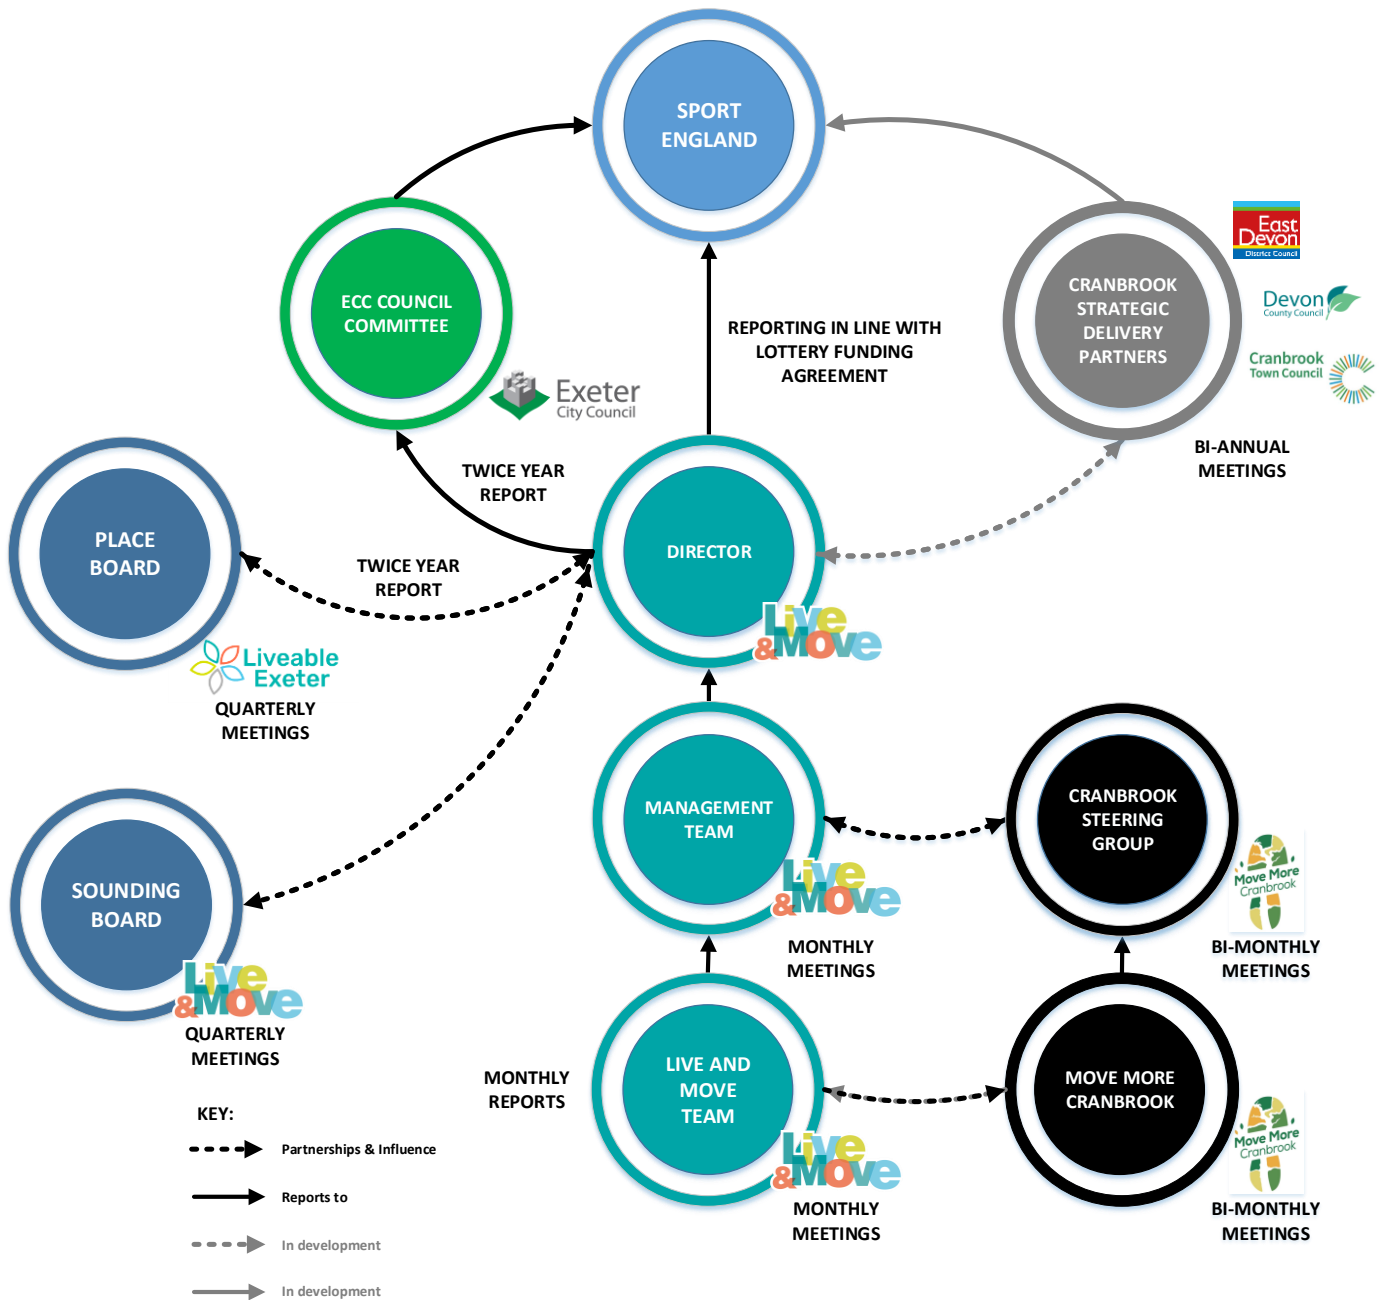 SPORT
ENGLAND
ECC COUNCIL
COMMITTEE
Exeter
City Council
CRANBROOK
STRATEGIC
DELIVERY
PARTNERS
East
Devon
District Council
Devon
County Council
Cranbrook
Town Council
BI-ANNUAL
MEETINGS
REPORTING IN LINE WITH
LOTTERY FUNDING
AGREEMENT
TWICE YEAR
REPORT
PLACE
BOARD
TWICE YEAR
REPORT
Liveable
Exeter
QUARTERLY
MEETINGS
DIRECTOR
Live
&Move
MANAGEMENT
TEAM
Live
&Move
MONTHLY
MEETINGS
CRANBROOK
STEERING
GROUP
Move More
Cranbrook
BI-MONTHLY
MEETINGS
SOUNDING
BOARD
Live
&Move
QUARTERLY
MEETINGS
MONTHLY
REPORTS
LIVE AND
MOVE
TEAM
Live
&Move
MONTHLY
MEETINGS
MOVE MORE
CRANBROOK
Move More
Cranbrook
BI-MONTHLY
MEETINGS
KEY:
Partnerships & Influence
Reports to
In development
In development